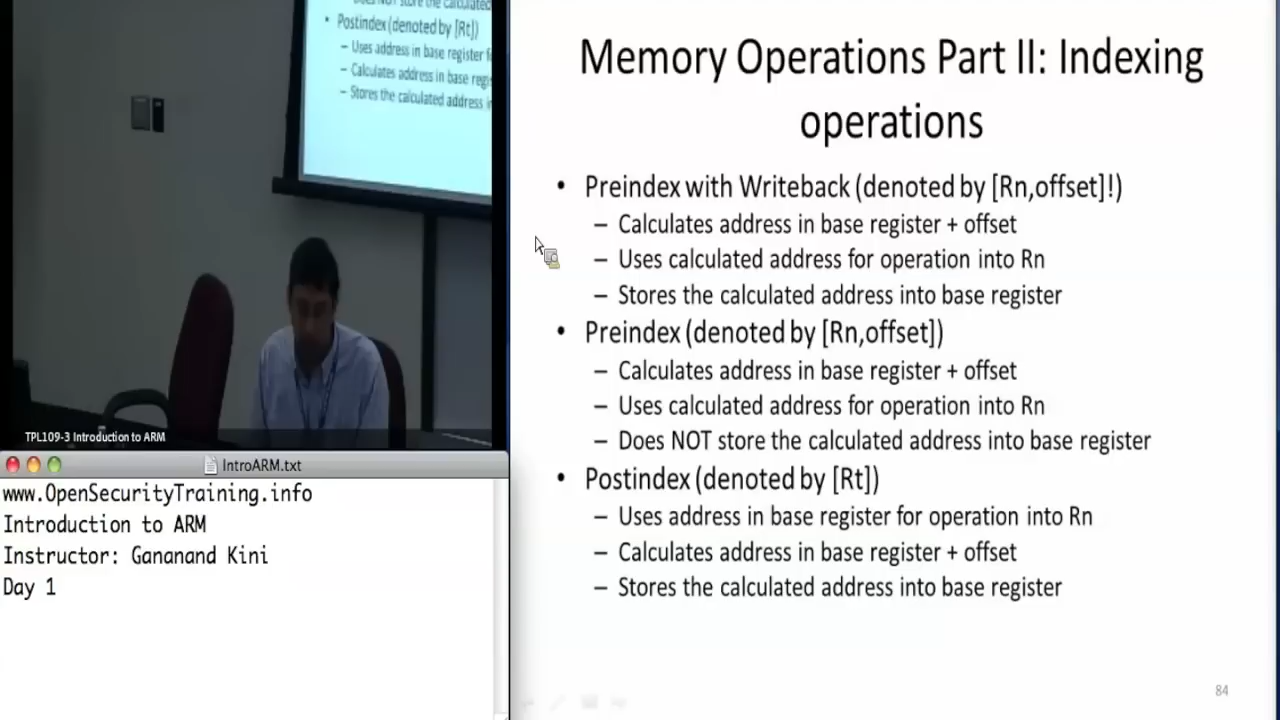 Does NOT store the calculated
• Postindex (denoted by [Rt])
– Uses address in base register f
– Calculates address in base regi
– Stores the calculated address i
TPL109-3 Introduction to ARM
IntroARM.txt
www.OpenSecurityTraining.info
Introduction to ARM
Instructor: Gananand Kini
Day 1
Memory Operations Part II: Indexing
operations
• Preindex with Writeback (denoted by [Rn,offset]!)
– Calculates address in base register + offset
– Uses calculated address for operation into Rn
– Stores the calculated address into base register
• Preindex (denoted by [Rn,offset])
– Calculates address in base register + offset
– Uses calculated address for operation into Rn
– Does NOT store the calculated address into base register
• Postindex (denoted by [Rt])
– Uses address in base register for operation into Rn
– Calculates address in base register + offset
– Stores the calculated address into base register
84